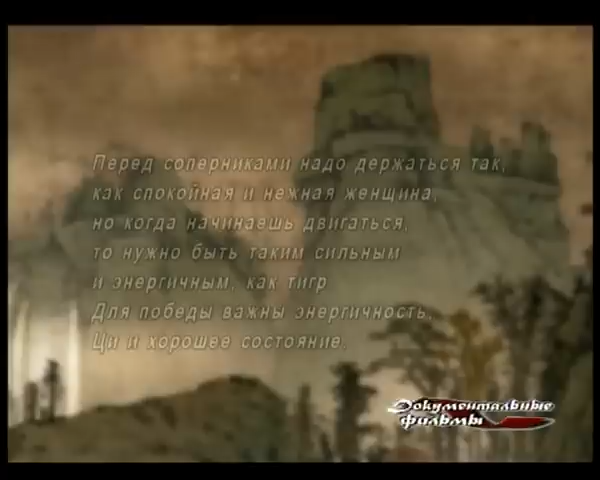 Перед соперниками надо держаться так,
как спокойная и нежная женщина,
но когда начинаешь двигаться,
то нужно быть таким сильным
и энергичным, как тигр
Для победы важны энергичность,
Ци и хорошее состояние.
Документальные
фильмы